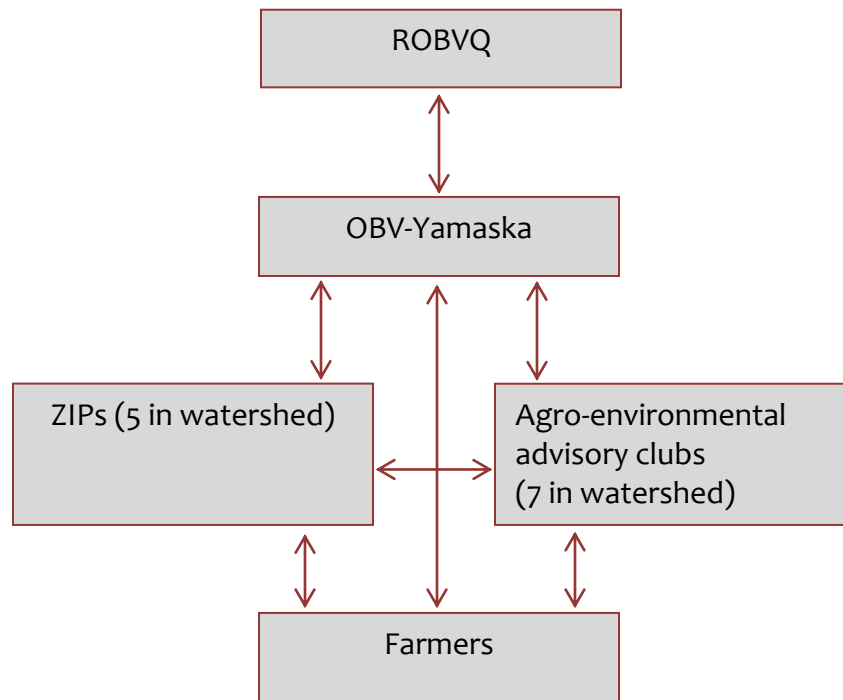 ROBVQ
OBV-Yamaska
ZIPs (5 in watershed)
Agro-environmental
advisory clubs
(7 in watershed)
Farmers